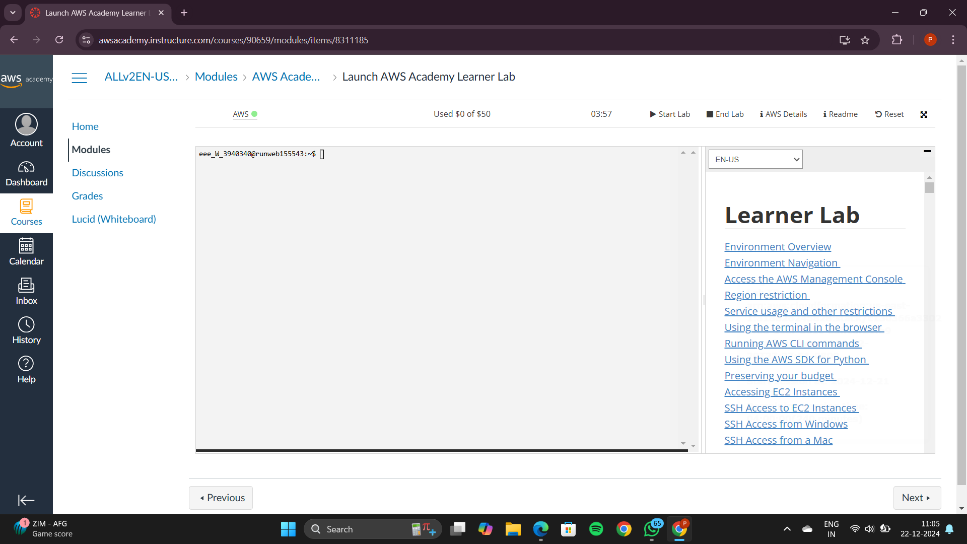 Launch AWS Academy Learner
awsacademy.instructure.com/courses/90659/modules/items/8311185
P
aws academy
Account
Dashboard
Courses
Calendar
Inbox
History
Help
ALLv2EN-US... > Modules > AWS Acade... > Launch AWS Academy Learner Lab
Home
Modules
Discussions
Grades
Lucid (Whiteboard)
AWS
Used $0 of $50
03:57
Start Lab
End Lab
AWS Details
Readme
Reset
eee_W_3940340@runweb155543:~$
EN-US
Learner Lab
Environment Overview
Environment Navigation
Access the AWS Management Console
Region restriction
Service usage and other restrictions
Using the terminal in the browser
Running AWS CLI commands
Using the AWS SDK for Python
Preserving your budget
Accessing EC2 Instances
SSH Access to EC2 Instances
SSH Access from Windows
SSH Access from a Mac
Previous
Next
1
ZIM - AFG
Game score
Search
65
P
ENG
IN
11:05
22-12-2024